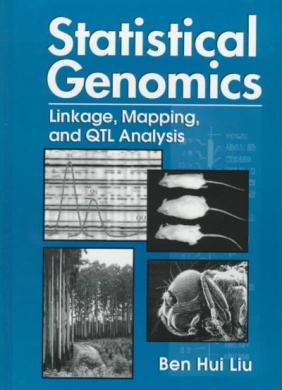 Statistical
Genomics
Linkage, Mapping,
and QTL Analysis
Ben Hui Liu